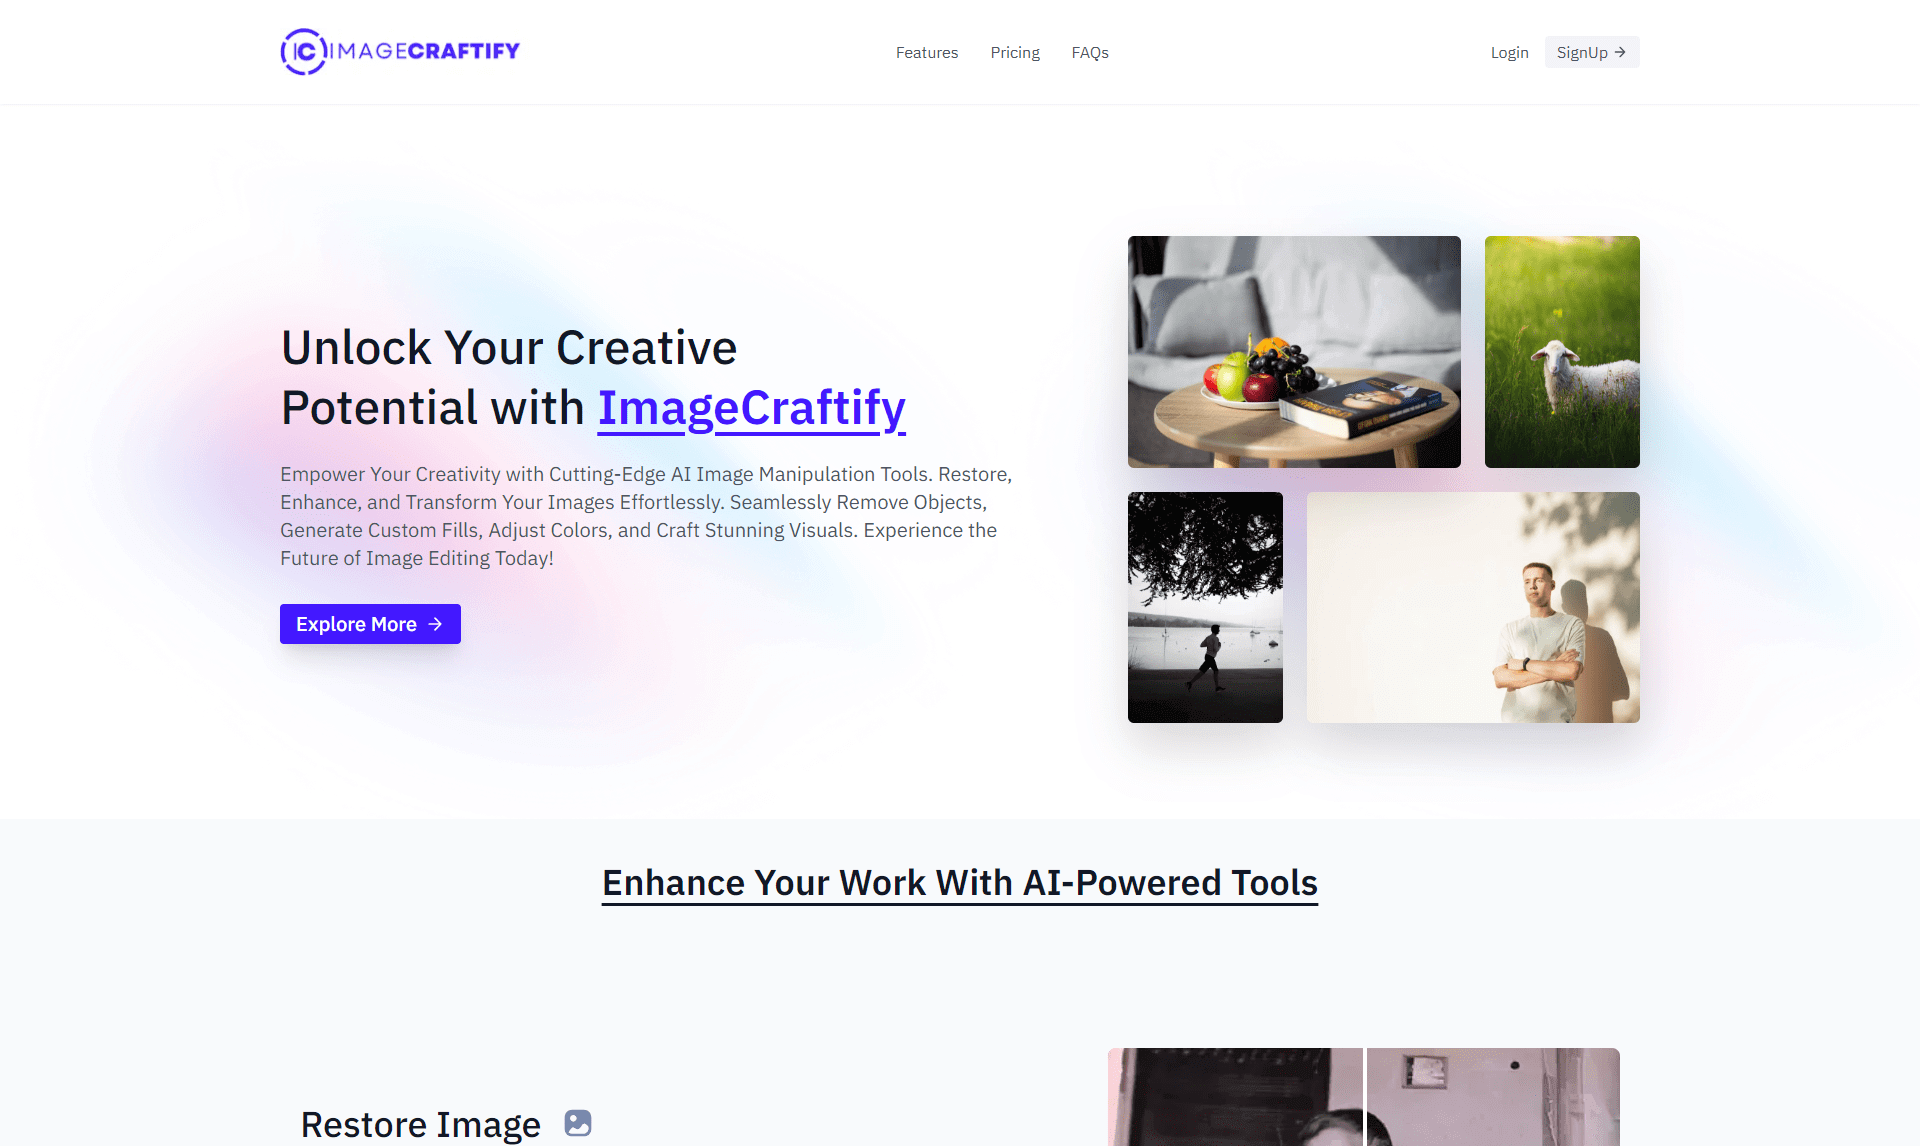 IC IMAGECRAFTIFY
Features
Pricing
FAQs
Login
SignUp →
Unlock Your Creative
Potential with ImageCraftify
Empower Your Creativity with Cutting-Edge AI Image Manipulation Tools. Restore,
Enhance, and Transform Your Images Effortlessly. Seamlessly Remove Objects,
Generate Custom Fills, Adjust Colors, and Craft Stunning Visuals. Experience the
Future of Image Editing Today!
Explore More →
Enhance Your Work With AI-Powered Tools
Restore Image